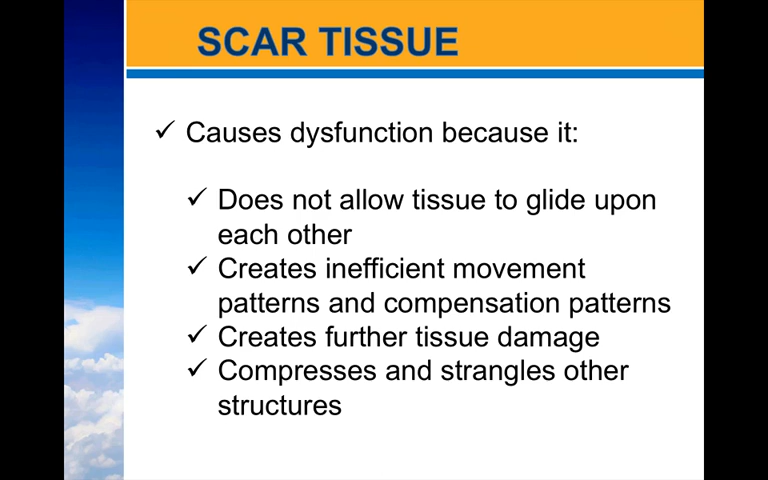 SCAR TISSUE
✓ Causes dysfunction because it:
✓ Does not allow tissue to glide upon
each other
✓ Creates inefficient movement
patterns and compensation patterns
✓ Creates further tissue damage
✓ Compresses and strangles other
structures